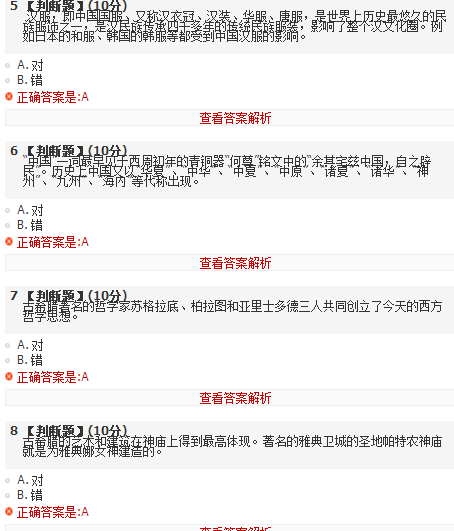 5 【判断题】(10分)
汉服，即中国国服，又称汉衣冠、汉装、华服、唐服，是世界上历史最悠久的民
族服饰之一，是汉民族传承四千多年的传统民族服装，影响了整个汉文化圈。例
如日本的和服、韩国的韩服等都受到中国汉服的影响。
A. 对
B. 错
正确答案是:A
查看答案解析
6 【判断题】(10分)
"中国"一词最早见于西周初年的青铜器"何尊"铭文中的"余其宅兹中国，自之辟
民"。历史上中国又以"华夏"、"中华"、"中夏"、"中原"、"诸夏"、"诸华"、"神
州"、"九州"、"海内"等代称出现。
A. 对
B. 错
正确答案是:A
查看答案解析
7 【判断题】(10分)
古希腊著名的哲学家苏格拉底、柏拉图和亚里士多德三人共同创立了今天的西方
哲学思想。
A. 对
B. 错
正确答案是:A
查看答案解析
8 【判断题】(10分)
古希腊的艺术和建筑在神庙上得到最高体现。著名的雅典卫城的圣地帕特农神庙
就是为雅典娜女神建造的。
A. 对
B. 错
正确答案是:A
查看答案解析